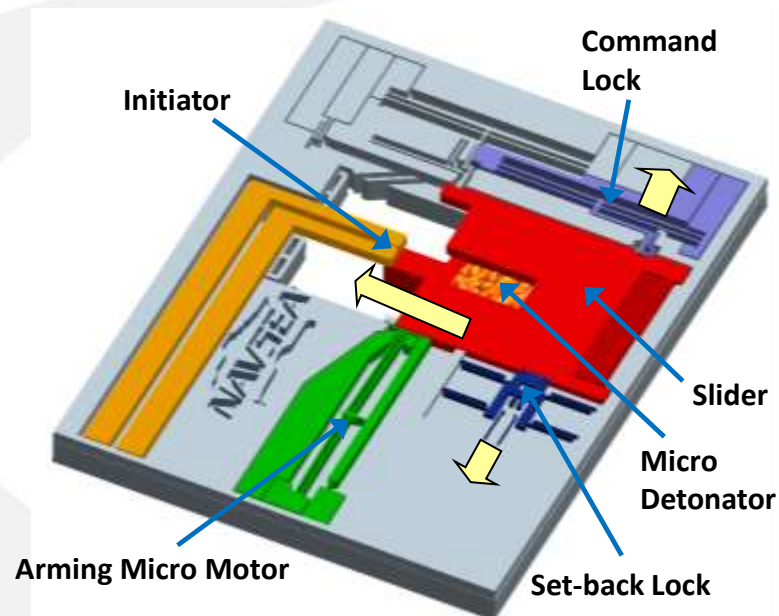 Command
Lock
Initiator
NAVSEA
Slider
Micro
Detonator
Arming Micro Motor
Set-back Lock